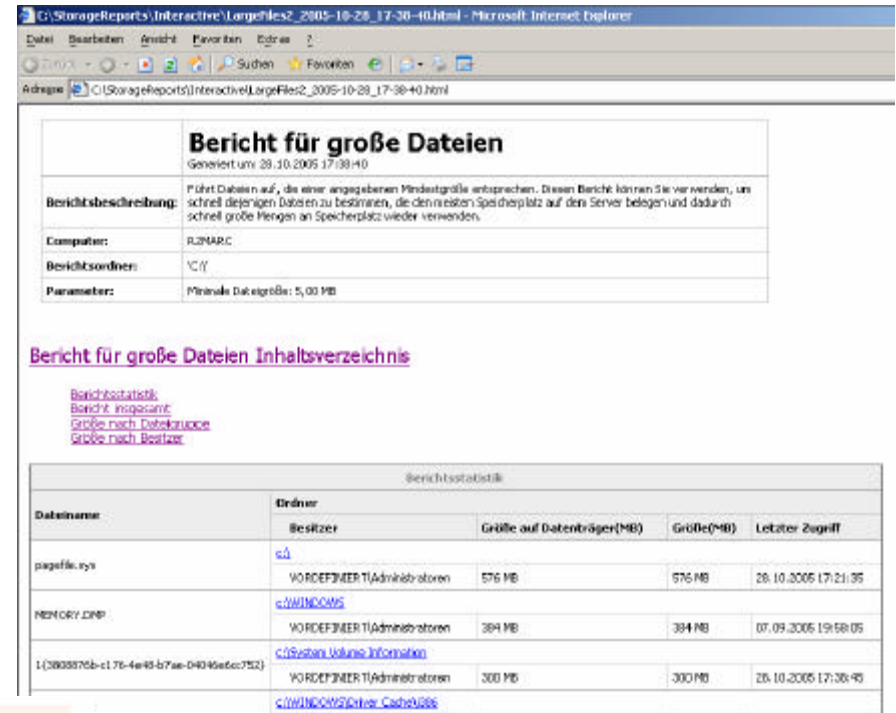 C:\StorageReports\Interactive\LargeFiles2_2005-10-28_17-38-40.html - Microsoft Internet Explorer
Datei Bearbeiten Ansicht Favoriten Extras ?
Zurück Suchen Favoriten
Adresse C:\StorageReports\Interactive\LargeFiles2_2005-10-28_17-38-40.html
Bericht für große Dateien
Generiert um: 28.10.2005 17:38:40
Berichtsbeschreibung: Führt Dateien auf, die einer angegebenen Mindestgröße entsprechen. Diesen Bericht können Sie verwenden, um
schnell diejenigen Dateien zu bestimmen, die den meisten Speicherplatz auf dem Server belegen und dadurch
schnell große Mengen an Speicherplatz wieder verwenden.
Computer: R2MARC
Berichtsordner: 'C:\'
Parameter: Minimale Dateigröße: 5,00 MB
Bericht für große Dateien Inhaltsverzeichnis
Berichtsstatistik
Bericht insgesamt
Größe nach Dateigruppe
Größe nach Besitzer
Berichtsstatistik
Dateiname Ordner
Besitzer Größe auf Datenträger(MB) Größe(MB) Letzter Zugriff
pagefile.sys c:\
VORDEFINIERT\Administratoren 576 MB 576 MB 28.10.2005 17:21:35
MEMORY.DMP c:\WINDOWS
VORDEFINIERT\Administratoren 384 MB 384 MB 07.09.2005 19:58:05
c:\System Volume Information
VORDEFINIERT\Administratoren 300 MB 300 MB 28.10.2005 17:38:45
c:\WINDOWS\Driver Cache\i386